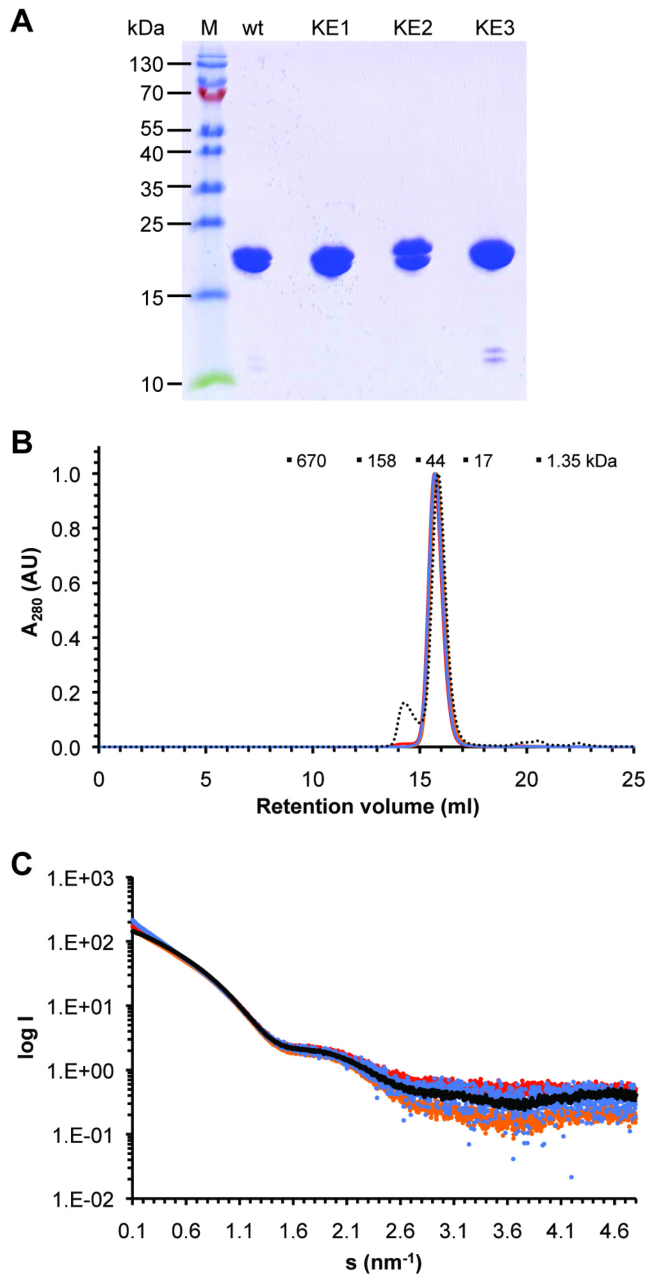 A
kDa M wt KE1 KE2 KE3
130
70
55
40
35
25
15
10
B
▪ 670 ▪ 158 ▪ 44 ▪ 17 ▪ 1.35 kDa
1.0
0.8
0.6
0.4
0.2
0.0
A₂₈₀ (AU)
0 5 10 15 20 25
Retention volume (ml)
C
1.E+03
1.E+02
1.E+01
1.E+00
1.E-01
1.E-02
log I
0.1 0.6 1.1 1.6 2.1 2.6 3.1 3.6 4.1 4.6
s (nm⁻¹)